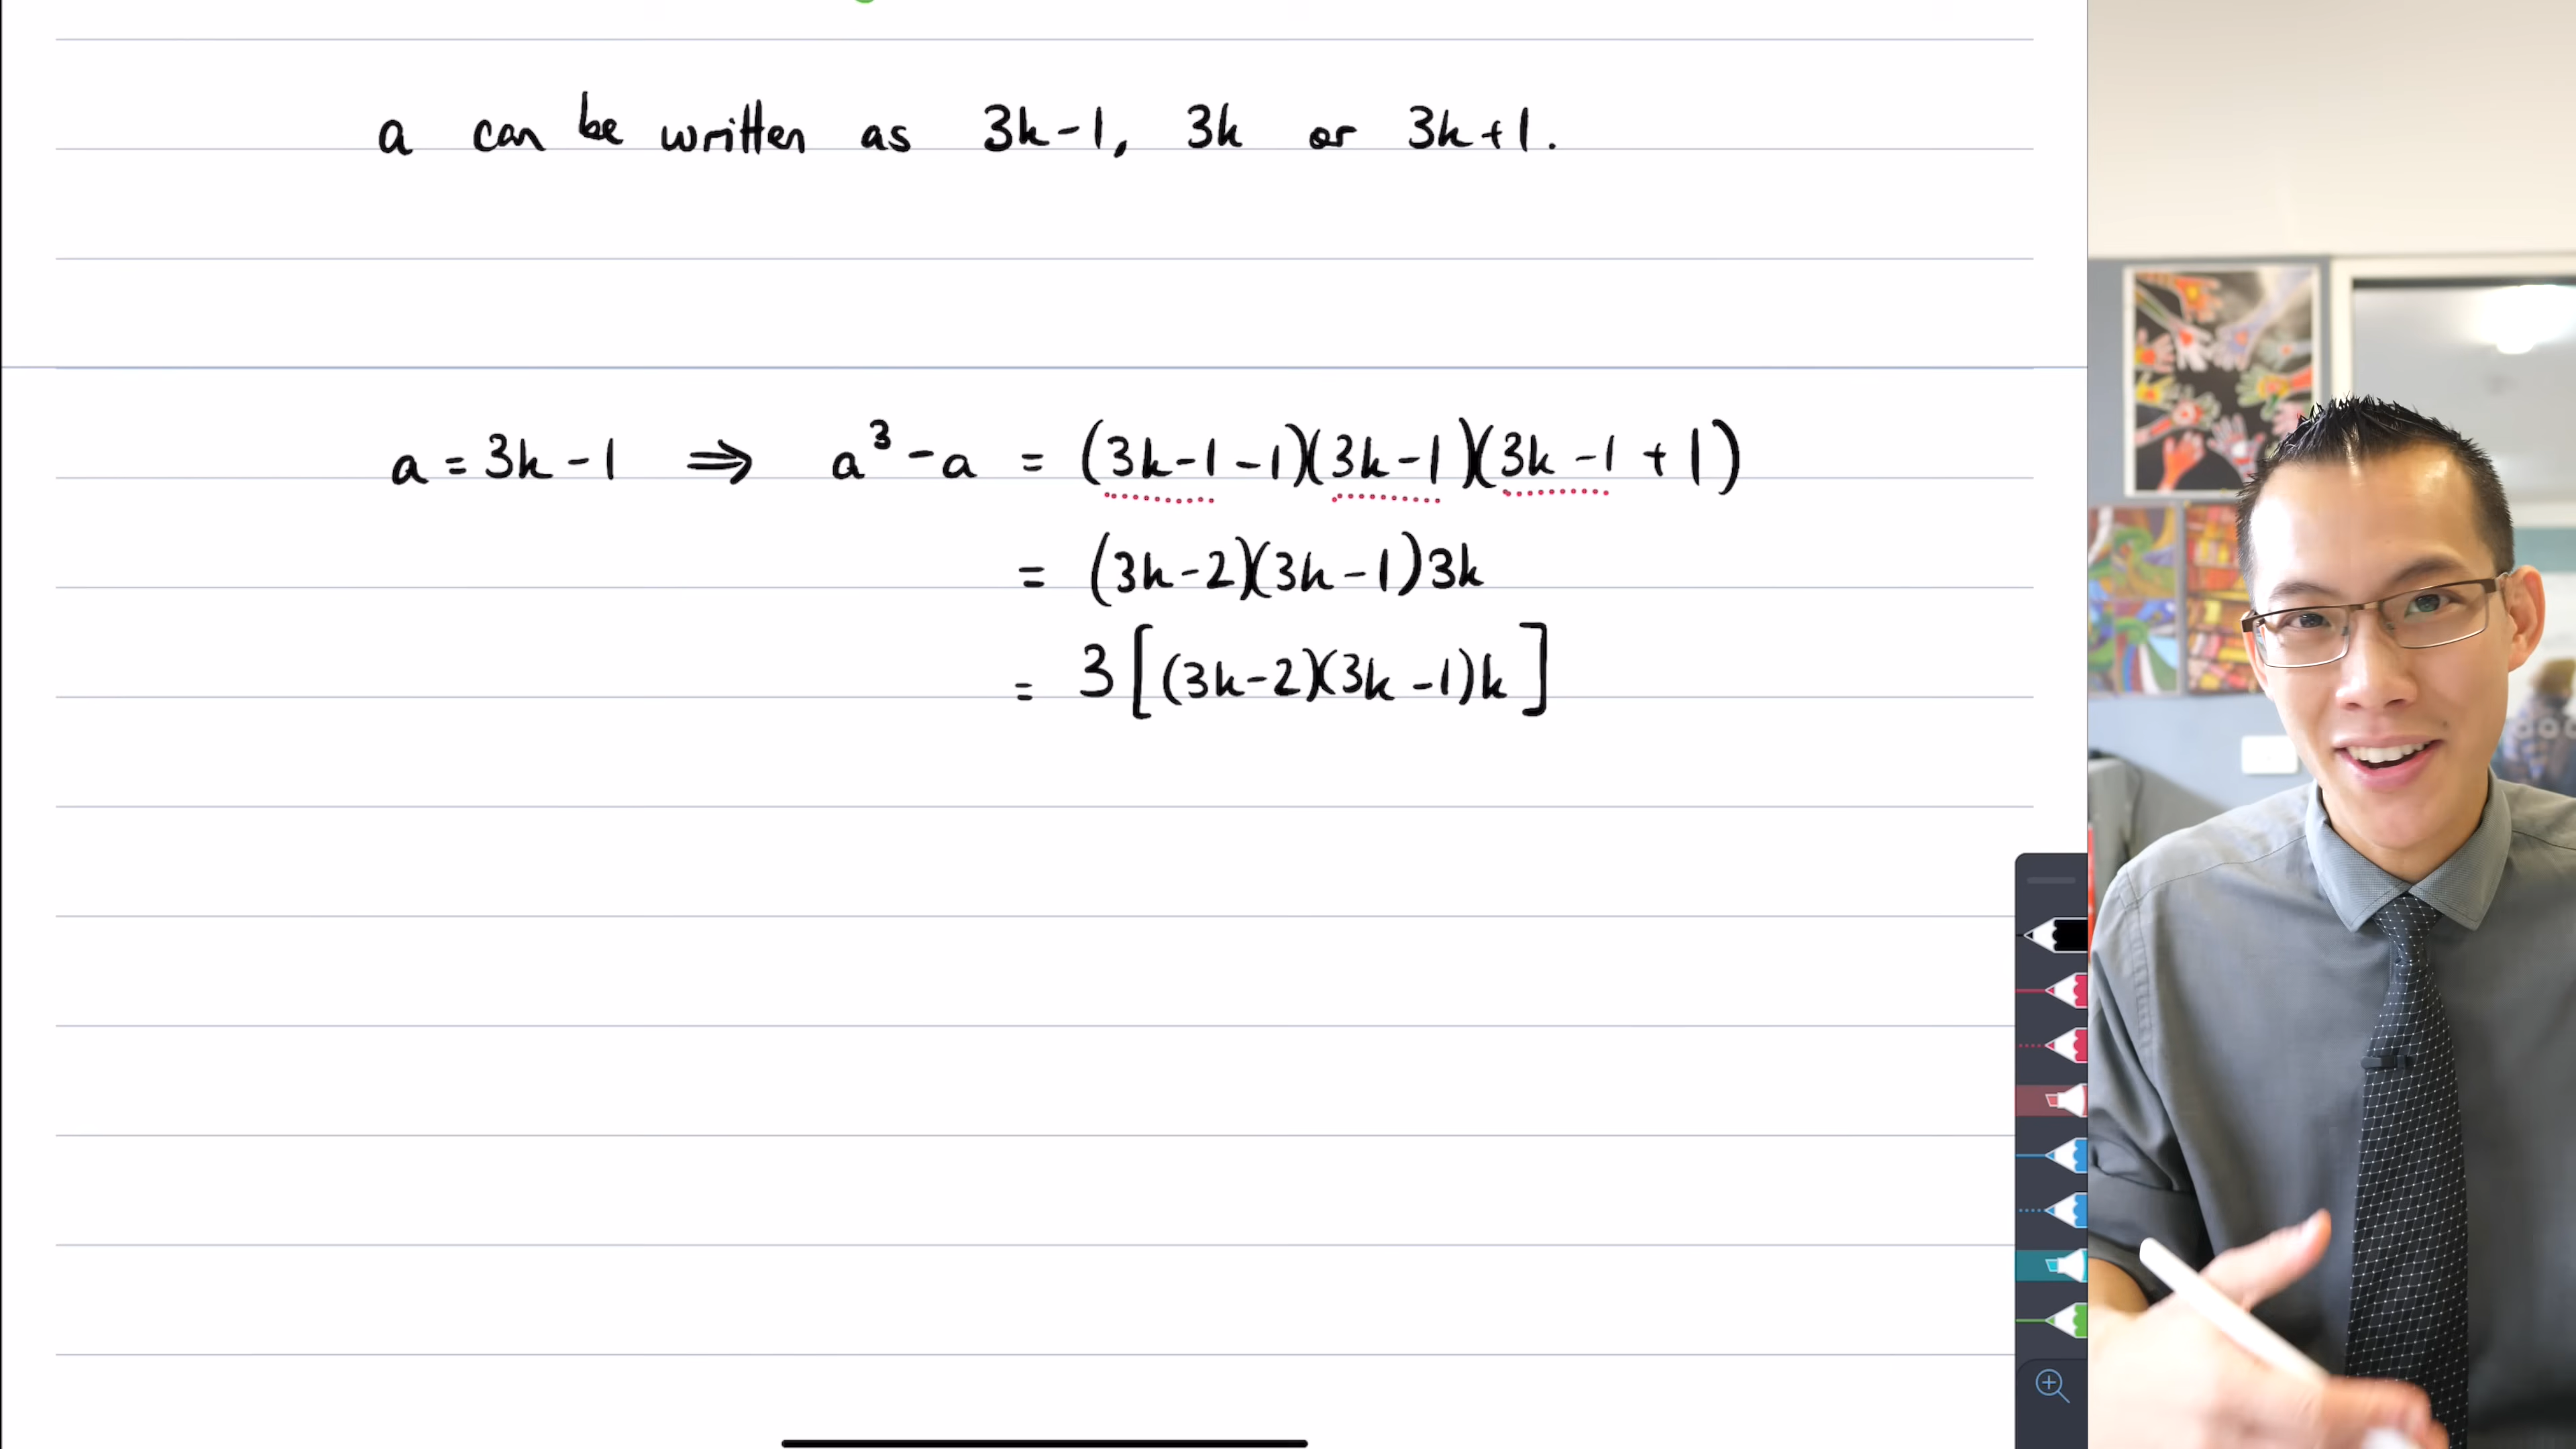 a can be written as 3k-1, 3k or 3k+1.
a = 3k-1 ⇒ a³-a = (3k-1-1)(3k-1)(3k-1+1)
= (3k-2)(3k-1)3k
= 3[(3k-2)(3k-1)k]